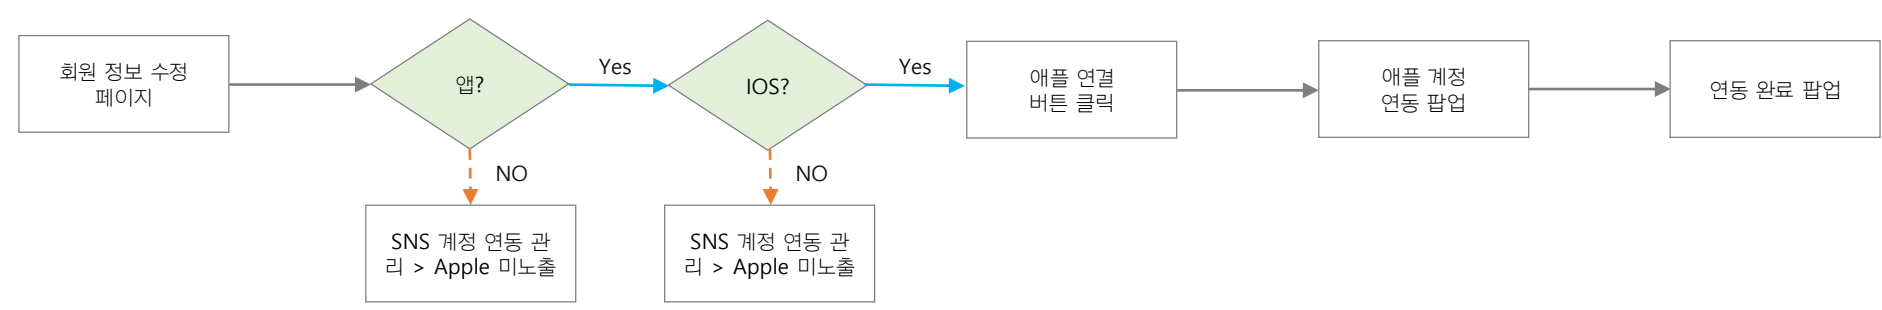 회원 정보 수정
페이지
앱?
Yes
IOS?
Yes
애플 연결
버튼 클릭
애플 계정
연동 팝업
연동 완료 팝업
NO
NO
SNS 계정 연동 관
리 > Apple 미노출
SNS 계정 연동 관
리 > Apple 미노출